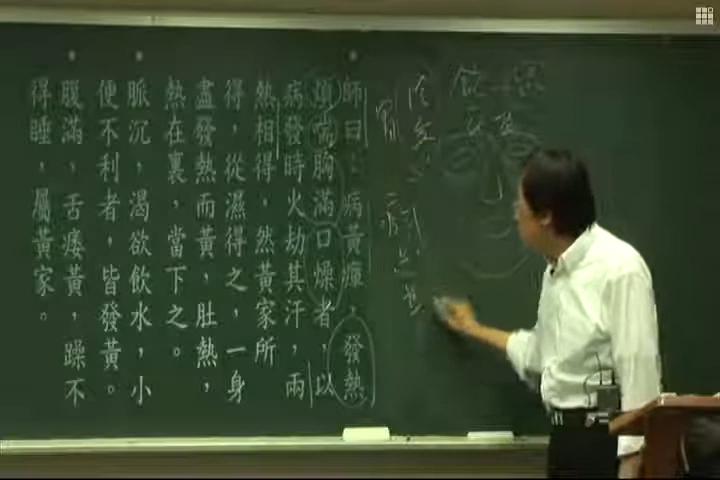 師曰：病黃癉，發熱
煩喘胸滿口燥者，以
病發時火劫其汗，兩
熱相得，然黃家所
得，從濕得之，一身
盡發熱而黃，肚熱，
熱在裏，當下之。
脈沉，渴欲飲水，小
便不利者，皆發黃。
腹滿，舌痿黃，躁不
得睡，屬黃家。